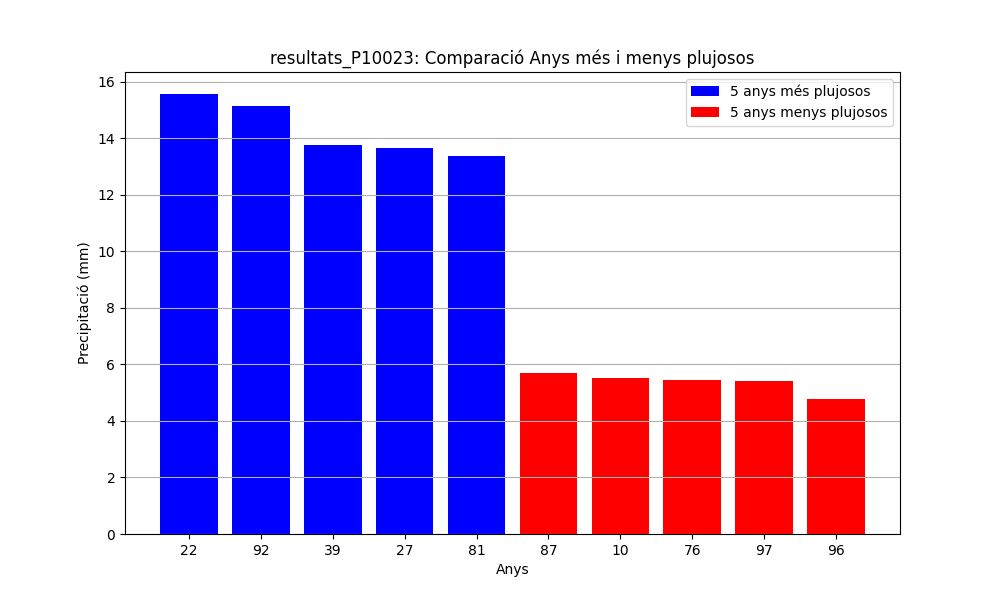 resultats_P10023: Comparació Anys més i menys plujosos
5 anys més plujosos
5 anys menys plujosos
Precipitació (mm)
16
14
12
10
8
6
4
2
0
22 92 39 27 81 87 10 76 97 96
Anys